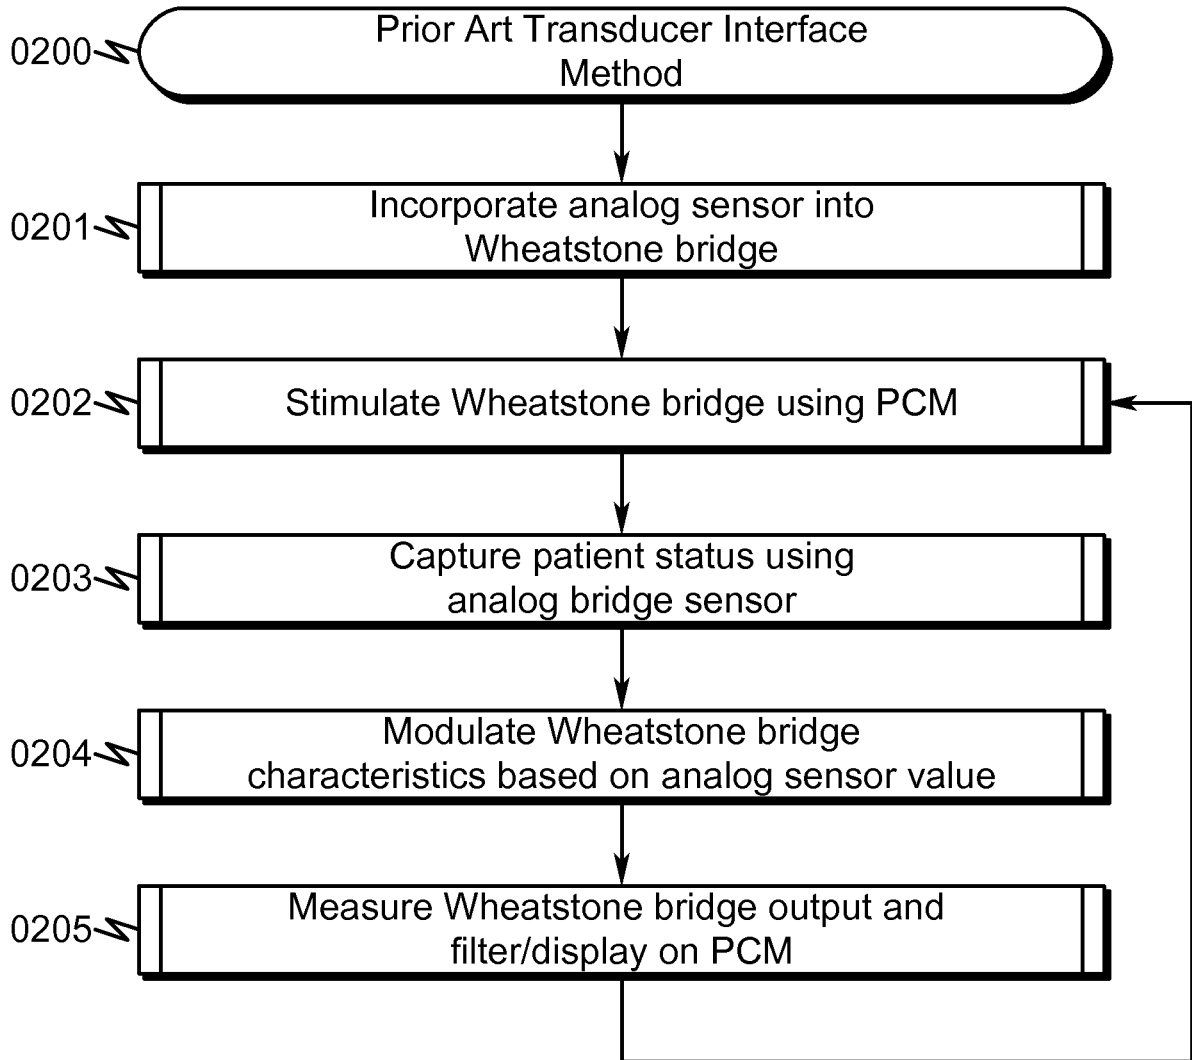 0200
Prior Art Transducer Interface
Method
0201
Incorporate analog sensor into
Wheatstone bridge
0202
Stimulate Wheatstone bridge using PCM
0203
Capture patient status using
analog bridge sensor
0204
Modulate Wheatstone bridge
characteristics based on analog sensor value
0205
Measure Wheatstone bridge output and
filter/display on PCM